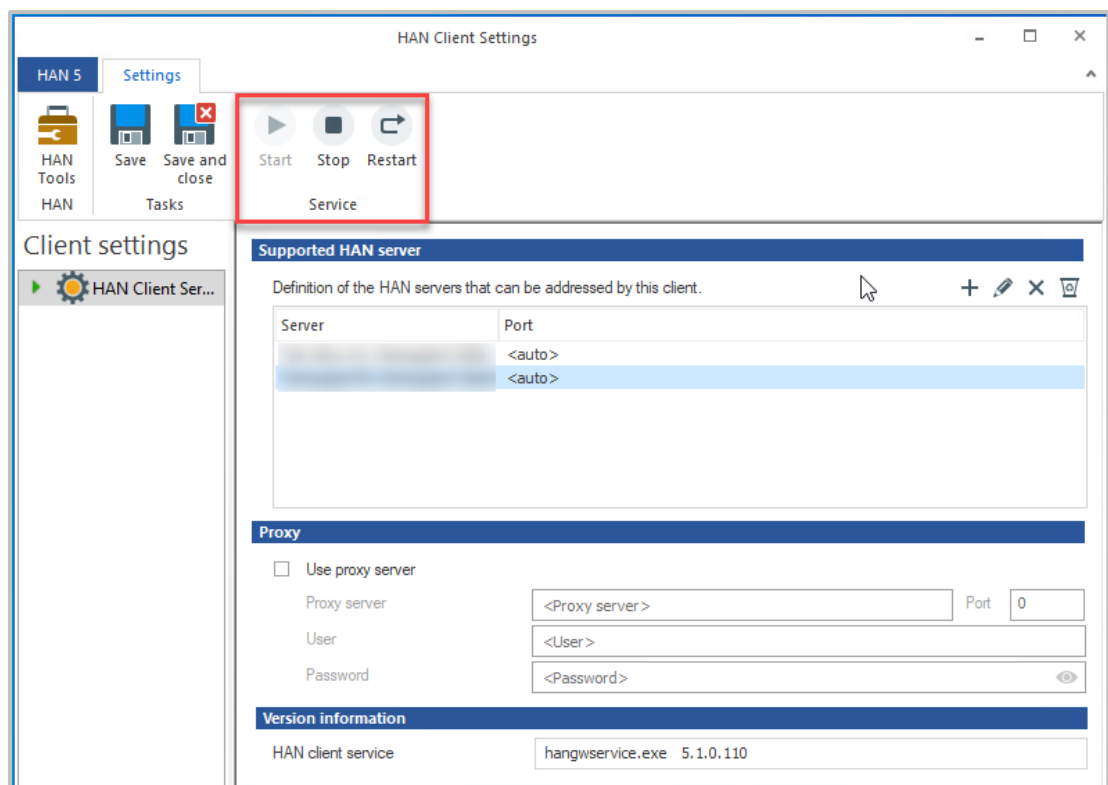 HAN Client Settings
HAN 5 Settings
HAN Tools
Save
Save and close
Start
Stop
Restart
HAN
Tasks
Service
Client settings
HAN Client Ser...
Supported HAN server
Definition of the HAN servers that can be addressed by this client.
Server Port
<auto>
<auto>
Proxy
Use proxy server
Proxy server <Proxy server> Port 0
User <User>
Password <Password>
Version information
HAN client service hangwservice.exe 5.1.0.110